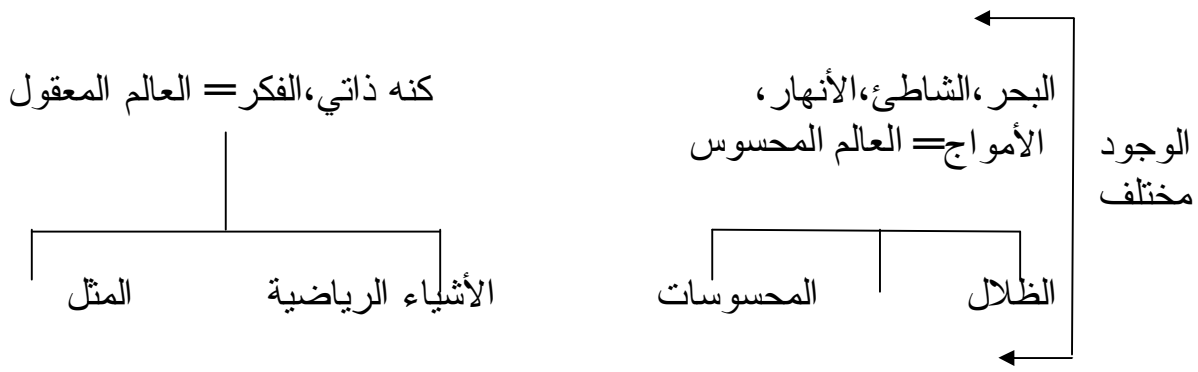 البحر،الشاطئ،الأنهار،
الأمواج= العالم المحسوس
كنه ذاتي،الفكر= العالم المعقول
الوجود
مختلف
الظلال
المحسوسات
الأشياء الرياضية
المثل